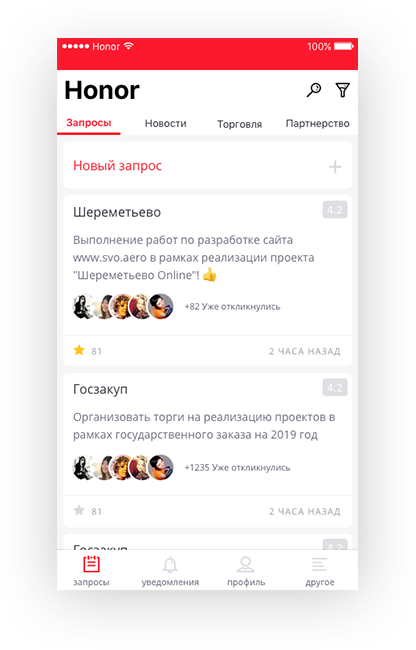 Honor 100%
Honor
Запросы Новости Торговля Партнерство
Новый запрос
Шереметьево 4.2
Выполнение работ по разработке сайта
www.svo.aero в рамках реализации проекта
"Шереметьево Online"! 👍
+82 Уже откликнулись
81 2 ЧАСА НАЗАД
Госзакуп 4.2
Организовать торги на реализацию проектов в
рамках государственного заказа на 2019 год
+1235 Уже откликнулись
81 2 ЧАСА НАЗАД
Госзакуп 4.2
запросы уведомления профиль другое